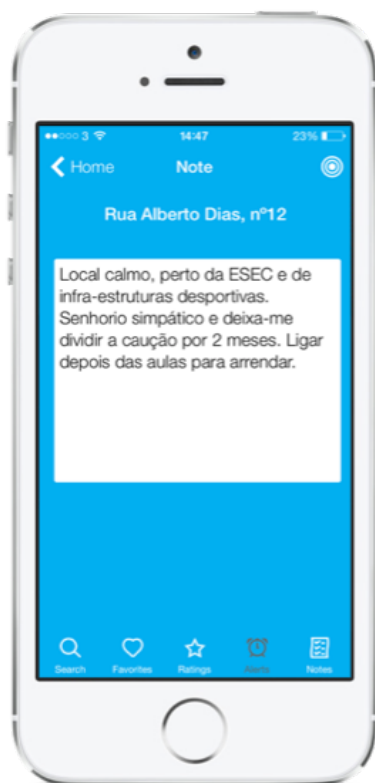 3 14:47 23%
Home Note
Rua Alberto Dias, nº12
Local calmo, perto da ESEC e de
infra-estruturas desportivas.
Senhorio simpático e deixa-me
dividir a caução por 2 meses. Ligar
depois das aulas para arrendar.
Search Favorites Ratings Notes